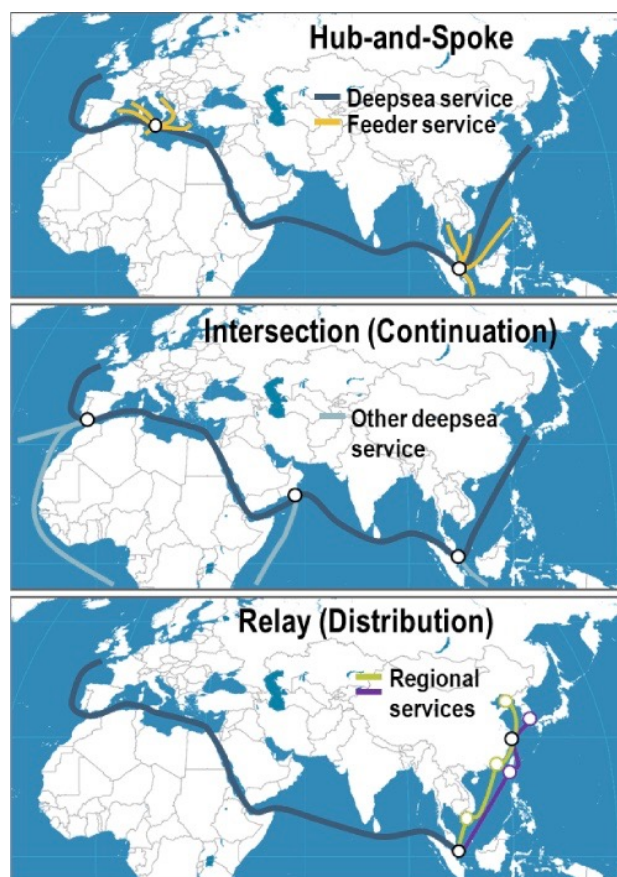 Hub-and-Spoke
Deepsea service
Feeder service
Intersection (Continuation)
Other deepsea
service
Relay (Distribution)
Regional
services